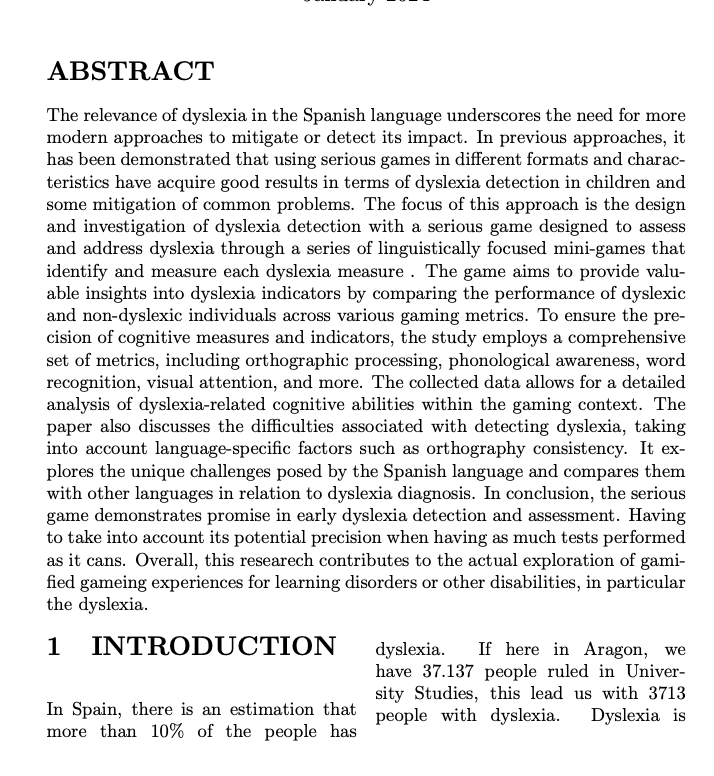 ABSTRACT
The relevance of dyslexia in the Spanish language underscores the need for more
modern approaches to mitigate or detect its impact. In previous approaches, it
has been demonstrated that using serious games in different formats and charac-
teristics have acquire good results in terms of dyslexia detection in children and
some mitigation of common problems. The focus of this approach is the design
and investigation of dyslexia detection with a serious game designed to assess
and address dyslexia through a series of linguistically focused mini-games that
identify and measure each dyslexia measure . The game aims to provide valu-
able insights into dyslexia indicators by comparing the performance of dyslexic
and non-dyslexic individuals across various gaming metrics. To ensure the pre-
cision of cognitive measures and indicators, the study employs a comprehensive
set of metrics, including orthographic processing, phonological awareness, word
recognition, visual attention, and more. The collected data allows for a detailed
analysis of dyslexia-related cognitive abilities within the gaming context. The
paper also discusses the difficulties associated with detecting dyslexia, taking
into account language-specific factors such as orthography consistency. It ex-
plores the unique challenges posed by the Spanish language and compares them
with other languages in relation to dyslexia diagnosis. In conclusion, the serious
game demonstrates promise in early dyslexia detection and assessment. Having
to take into account its potential precision when having as much tests performed
as it cans. Overall, this researech contributes to the actual exploration of gami-
fied gameing experiences for learning disorders or other disabilities, in particular
the dyslexia.
1 INTRODUCTION
In Spain, there is an estimation that
more than 10% of the people has
dyslexia. If here in Aragon, we
have 37.137 people ruled in Univer-
sity Studies, this lead us with 3713
people with dyslexia. Dyslexia is